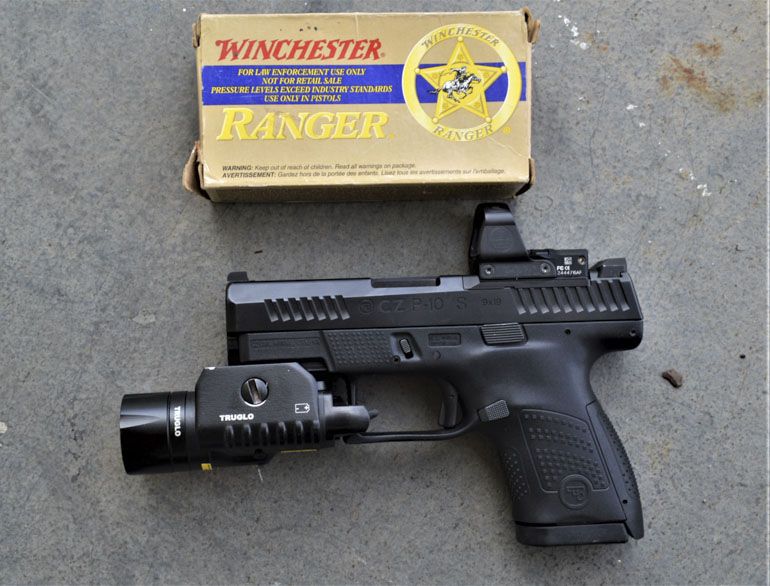 WINCHESTER
FOR LAW ENFORCEMENT USE ONLY
NOT FOR RETAIL SALE
PRESSURE LEVELS EXCEED INDUSTRY STANDARDS
USE ONLY IN PISTOLS
RANGER
WINCHESTER
RANGER
WARNING: Keep out of reach of children. Read all warnings on package.
AVERTISSEMENT: Gardez hors de la portée des enfants. Lisez tous les avertissements sur l'emballage.
CZ P-10 S 9x19
TRUGLO
TRUGLO